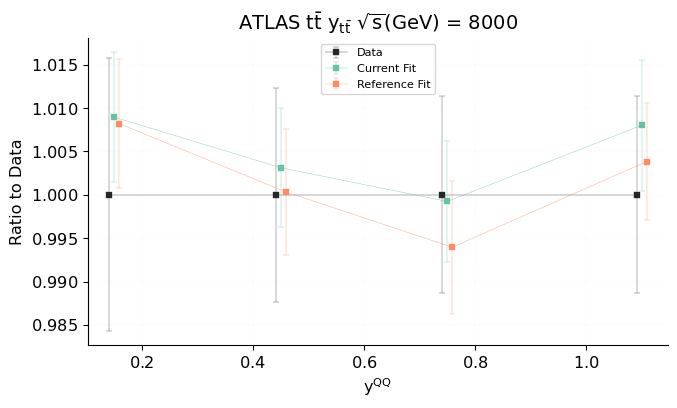 ATLAS tt̄ y_tt̄ √s(GeV) = 8000
Data
Current Fit
Reference Fit
Ratio to Data
1.015
1.010
1.005
1.000
0.995
0.990
0.985
0.2
0.4
0.6
0.8
1.0
y^QQ